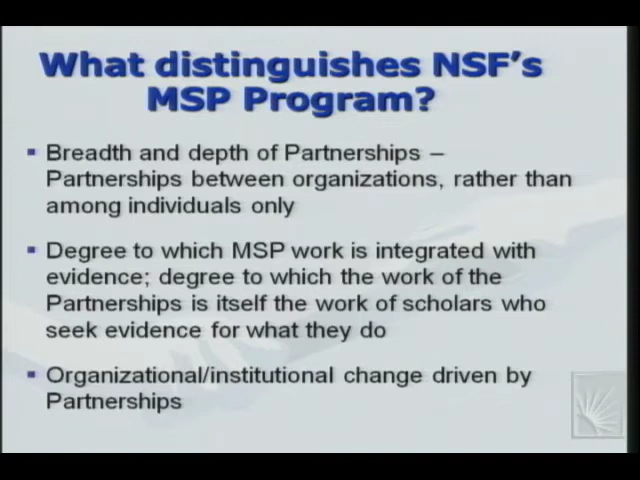 What distinguishes NSF's
MSP Program?
▪ Breadth and depth of Partnerships –
Partnerships between organizations, rather than
among individuals only
▪ Degree to which MSP work is integrated with
evidence; degree to which the work of the
Partnerships is itself the work of scholars who
seek evidence for what they do
▪ Organizational/institutional change driven by
Partnerships